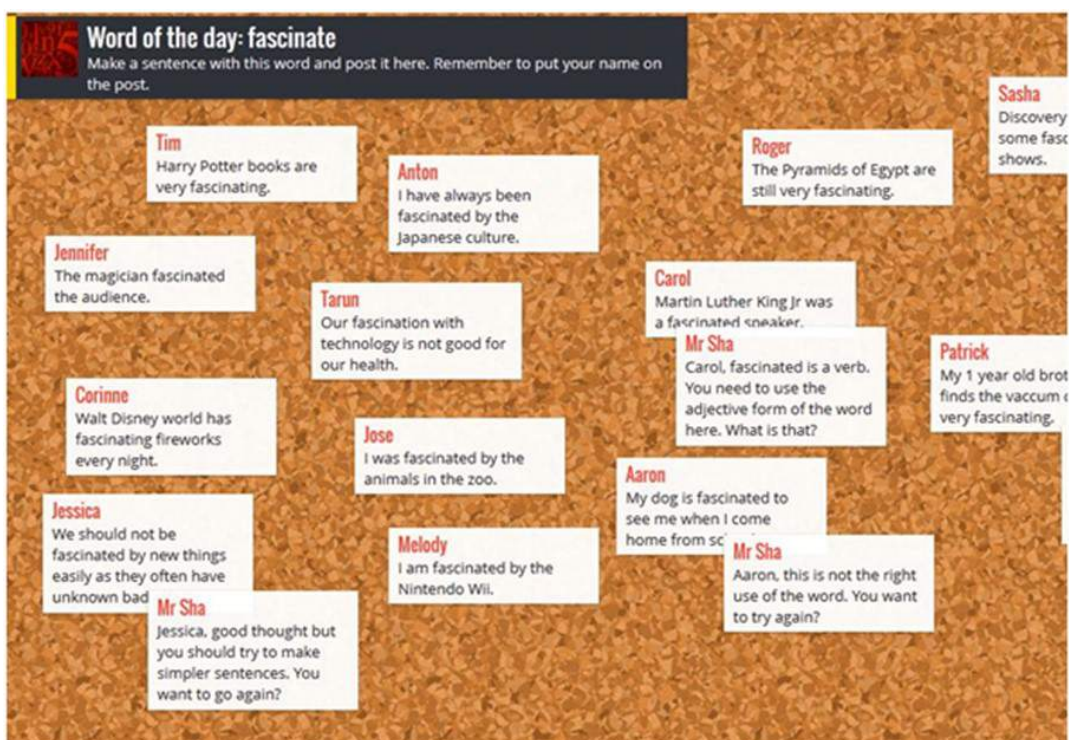 Word of the day: fascinate
Make a sentence with this word and post it here. Remember to put your name on
the post.
Sasha
Discovery
some fasc
shows.
Tim
Harry Potter books are
very fascinating.
Roger
The Pyramids of Egypt are
still very fascinating.
Anton
I have always been
fascinated by the
Japanese culture.
Jennifer
The magician fascinated
the audience.
Carol
Martin Luther King Jr was
a fascinated speaker.
Tarun
Our fascination with
technology is not good for
our health.
Mr Sha
Carol, fascinated is a verb.
You need to use the
adjective form of the word
here. What is that?
Patrick
My 1 year old brot
finds the vaccum c
very fascinating.
Corinne
Walt Disney world has
fascinating fireworks
every night.
Jose
I was fascinated by the
animals in the zoo.
Aaron
My dog is fascinated to
see me when I come
home from
Jessica
We should not be
fascinated by new things
easily as they often have
unknown bad
Melody
I am fascinated by the
Nintendo Wii.
Mr Sha
Aaron, this is not the right
use of the word. You want
to try again?
Mr Sha
Jessica, good thought but
you should try to make
simpler sentences. You
want to go again?